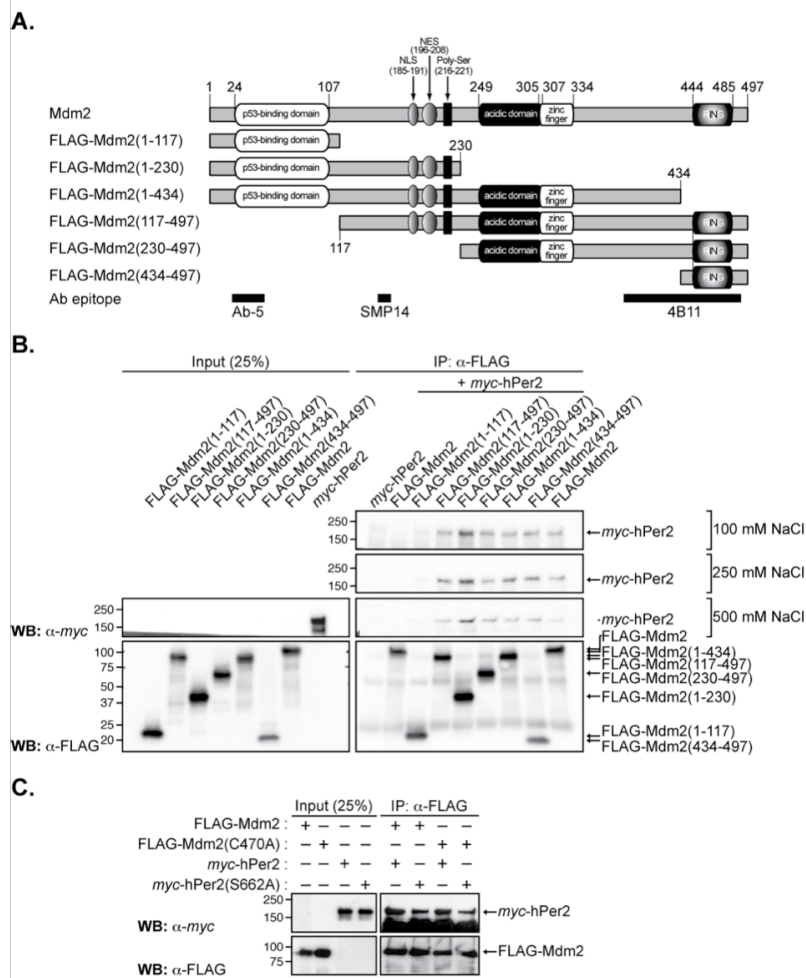 A.
NES
(196-208)
NLS
(185-191)
Poly-Ser
(216-221)
1 24 107 249 305 307 334 444 485 497
Mdm2 p53-binding domain acidic domain zinc finger RING
FLAG-Mdm2(1-117) p53-binding domain
230
FLAG-Mdm2(1-230) p53-binding domain
434
FLAG-Mdm2(1-434) p53-binding domain acidic domain zinc finger
FLAG-Mdm2(117-497) acidic domain zinc finger RING
117
FLAG-Mdm2(230-497) acidic domain zinc finger RING
FLAG-Mdm2(434-497) RING
Ab epitope
Ab-5 SMP14 4B11
B.
Input (25%) IP: α-FLAG
+ myc-hPer2
FLAG-Mdm2(1-117)
FLAG-Mdm2(117-497)
FLAG-Mdm2(1-230)
FLAG-Mdm2(230-497)
FLAG-Mdm2(1-434)
FLAG-Mdm2(434-497)
FLAG-Mdm2
myc-hPer2
myc-hPer2
FLAG-Mdm2
FLAG-Mdm2(1-117)
FLAG-Mdm2(117-497)
FLAG-Mdm2(1-230)
FLAG-Mdm2(230-497)
FLAG-Mdm2(1-434)
FLAG-Mdm2(434-497)
FLAG-Mdm2
250
150
myc-hPer2 100 mM NaCl
250
150
myc-hPer2 250 mM NaCl
250
150
WB: α-myc
250
150
-myc-hPer2 500 mM NaCl
FLAG-Mdm2
100 FLAG-Mdm2(1-434)
75 FLAG-Mdm2(117-497)
FLAG-Mdm2(230-497)
50
37 FLAG-Mdm2(1-230)
25
20
WB: α-FLAG
FLAG-Mdm2(1-117)
FLAG-Mdm2(434-497)
C.
Input (25%) IP: α-FLAG
FLAG-Mdm2 : + – – – + + – –
FLAG-Mdm2(C470A) : – + – – – – + +
myc-hPer2 : – – + – + – + –
myc-hPer2(S662A) : – – – + – + – +
250
150
WB: α-myc
myc-hPer2
100
75
WB: α-FLAG
FLAG-Mdm2